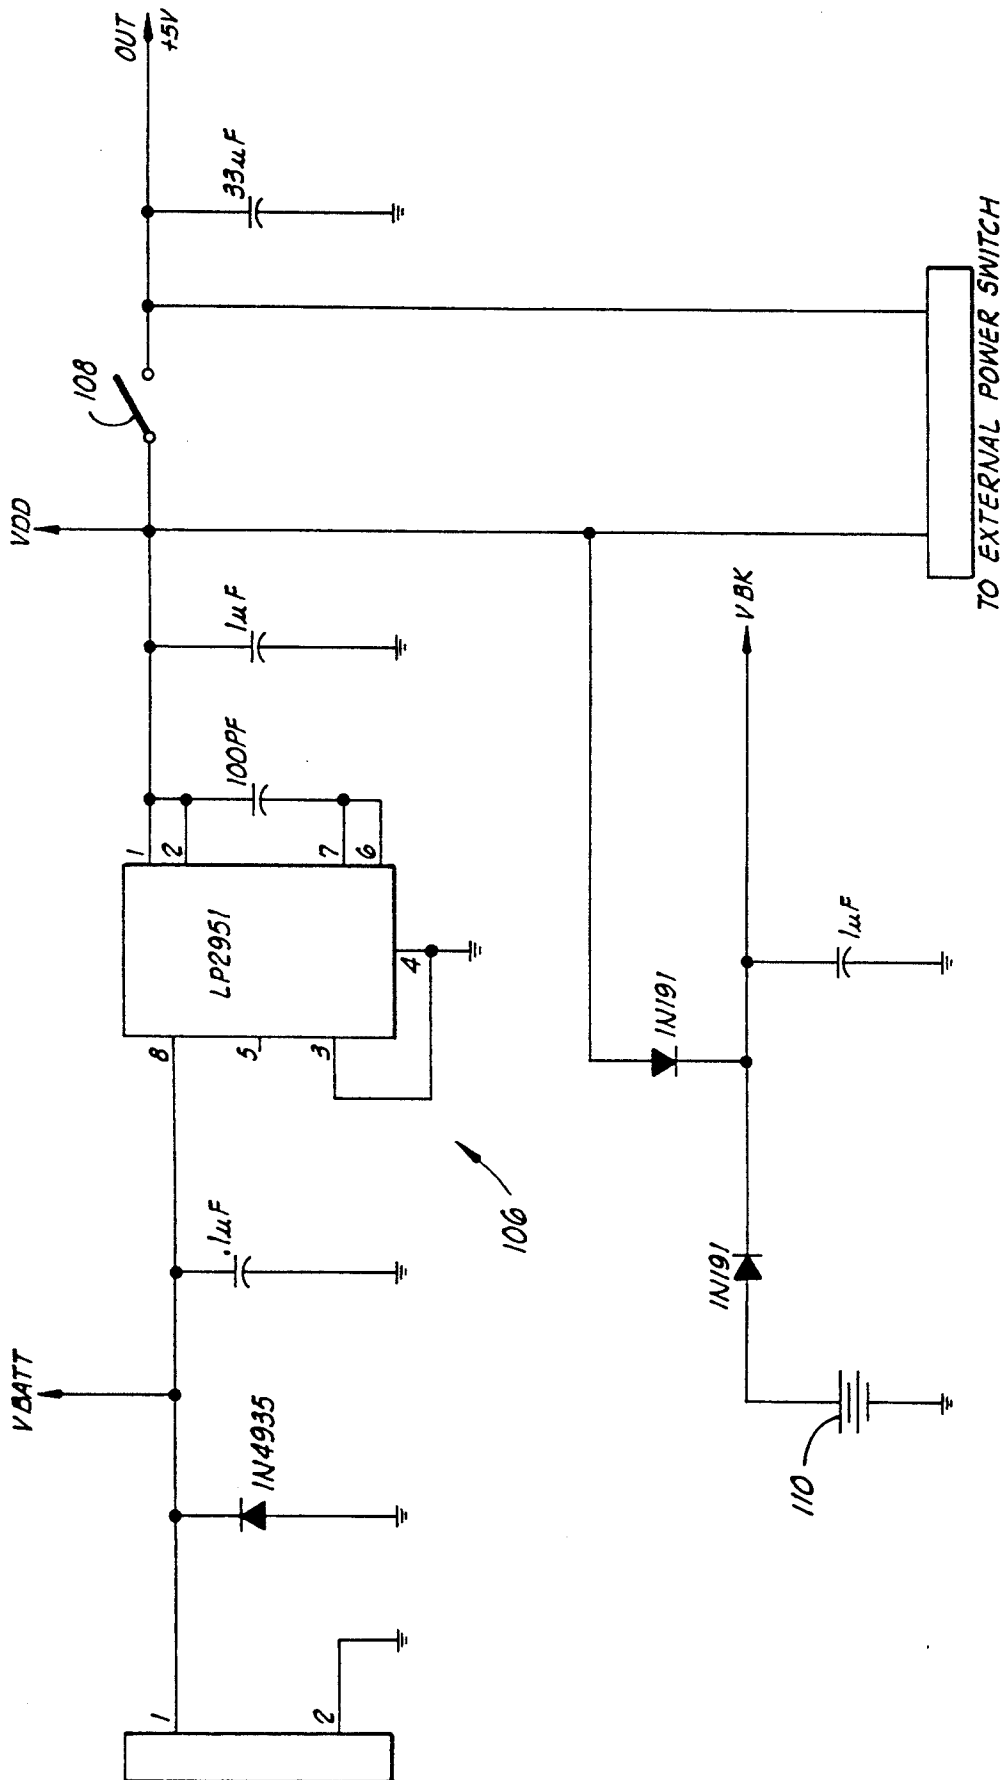 OUT
+5V
33µF
108
VDD
1µF
100PF
1
2
7
6
LP2951
4
8
5
3
.1µF
VBATT
1N4935
1
2
106
TO EXTERNAL POWER SWITCH
VBK
1µF
1N191
1N191
110